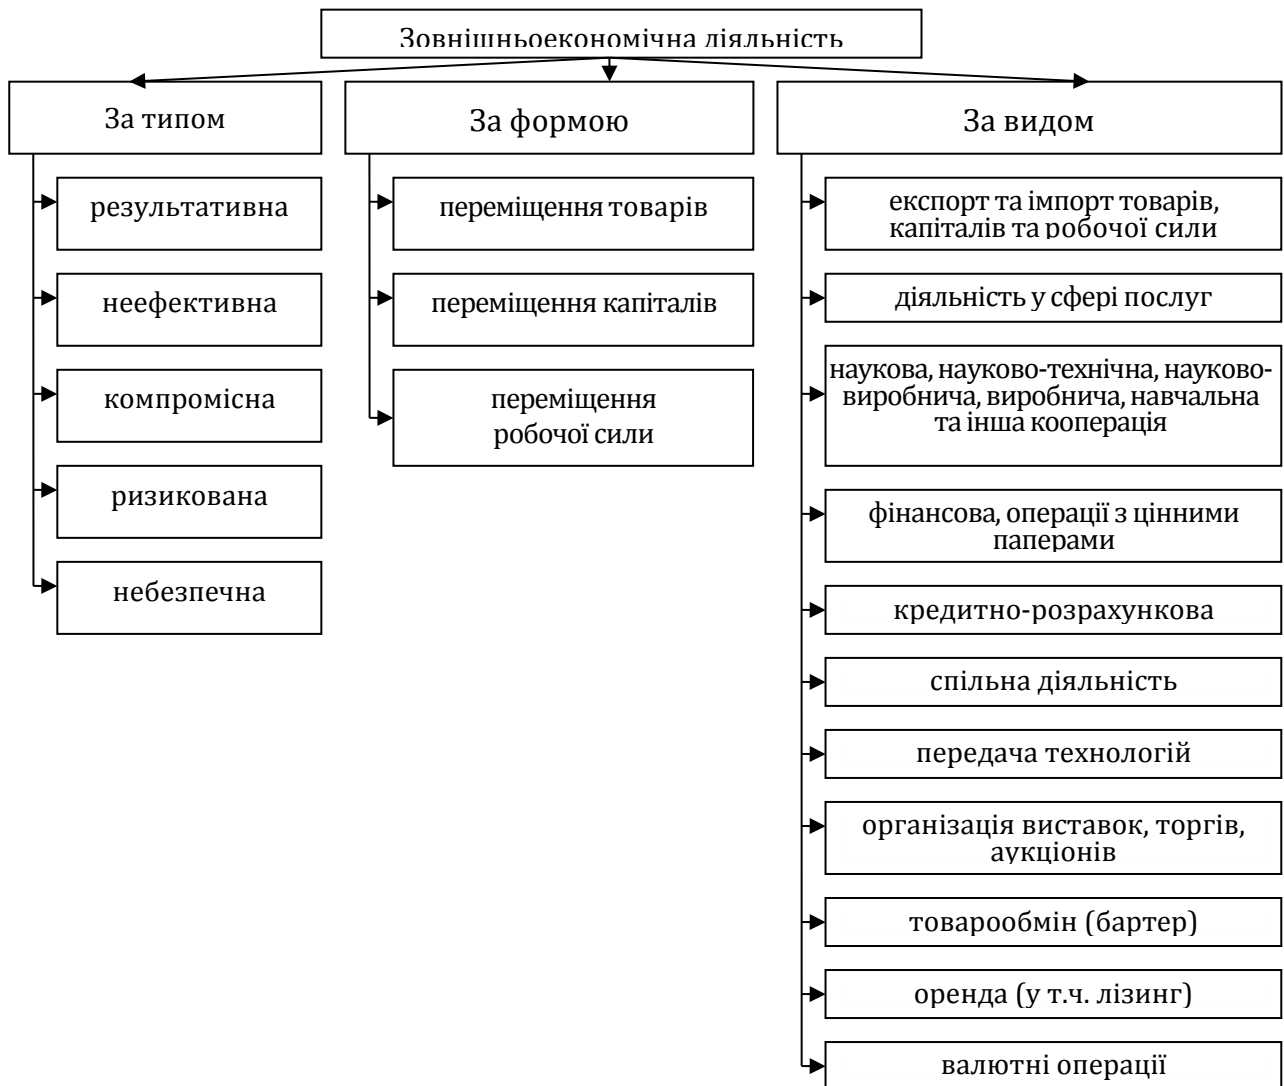 Зовнішньоекономічна діяльність
За типом
результативна
неефективна
компромісна
ризикована
небезпечна
За формою
переміщення товарів
переміщення капіталів
переміщення
робочої сили
За видом
експорт та імпорт товарів,
капіталів та робочої сили
діяльність у сфері послуг
наукова, науково-технічна, науково-
виробнича, виробнича, навчальна
та інша кооперація
фінансова, операції з цінними
паперами
кредитно-розрахункова
спільна діяльність
передача технологій
організація виставок, торгів,
аукціонів
товарообмін (бартер)
оренда (у т.ч. лізинг)
валютні операції